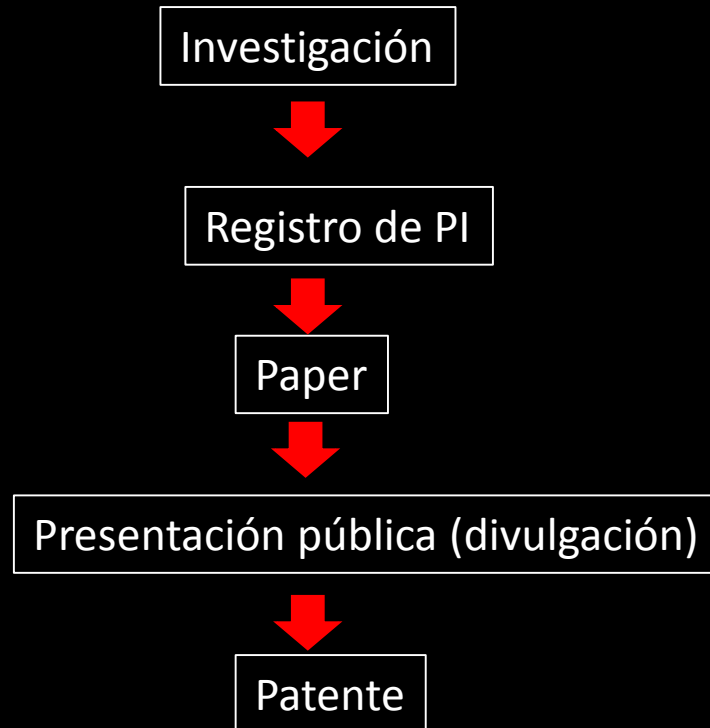 Investigación
Registro de PI
Paper
Presentación pública (divulgación)
Patente